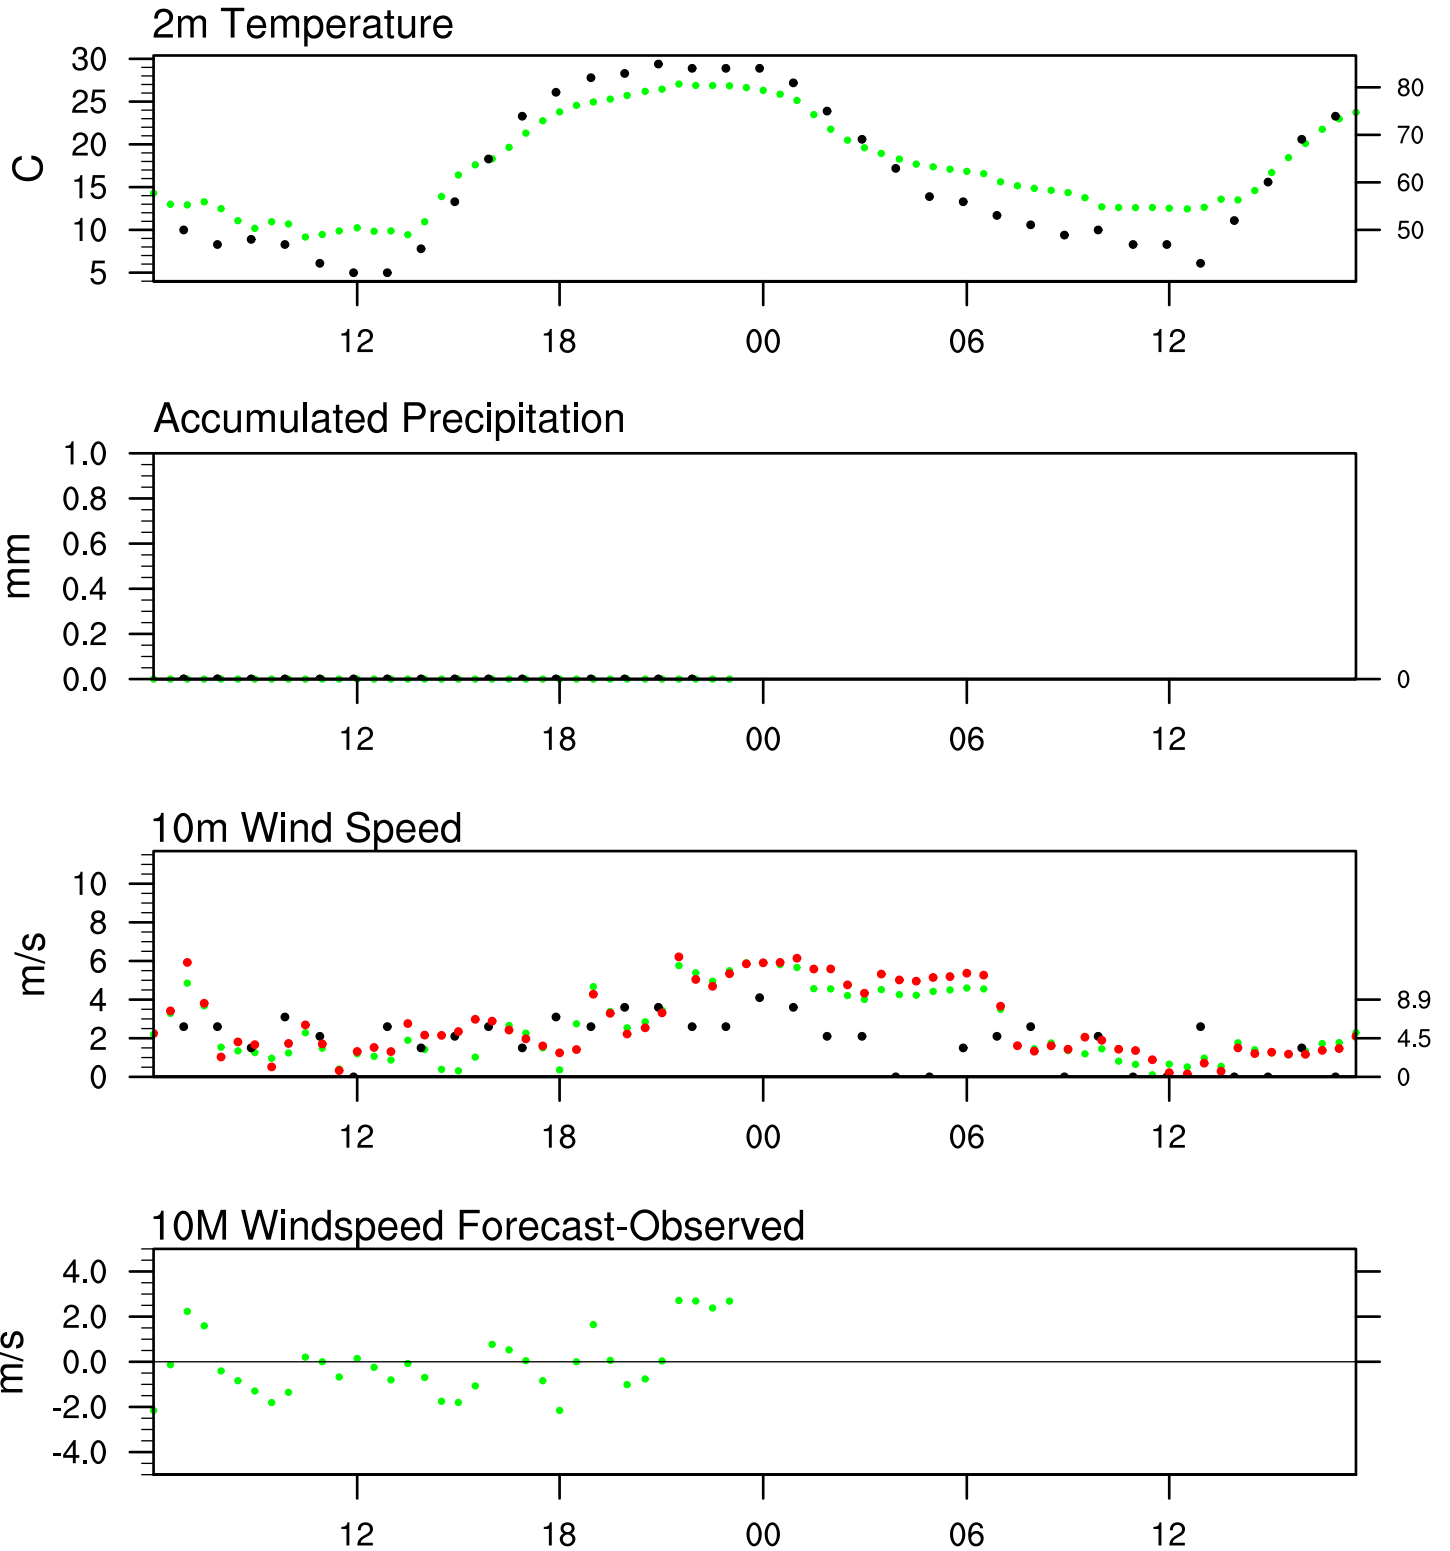 2m Temperature
30
25
20
15
10
5
C
80
70
60
50
12 18 00 06 12
Accumulated Precipitation
1.0
0.8
0.6
0.4
0.2
0.0
mm
0
12 18 00 06 12
10m Wind Speed
10
8
6
4
2
0
m/s
8.9
4.5
0
12 18 00 06 12
10M Windspeed Forecast-Observed
4.0
2.0
0.0
-2.0
-4.0
m/s
12 18 00 06 12